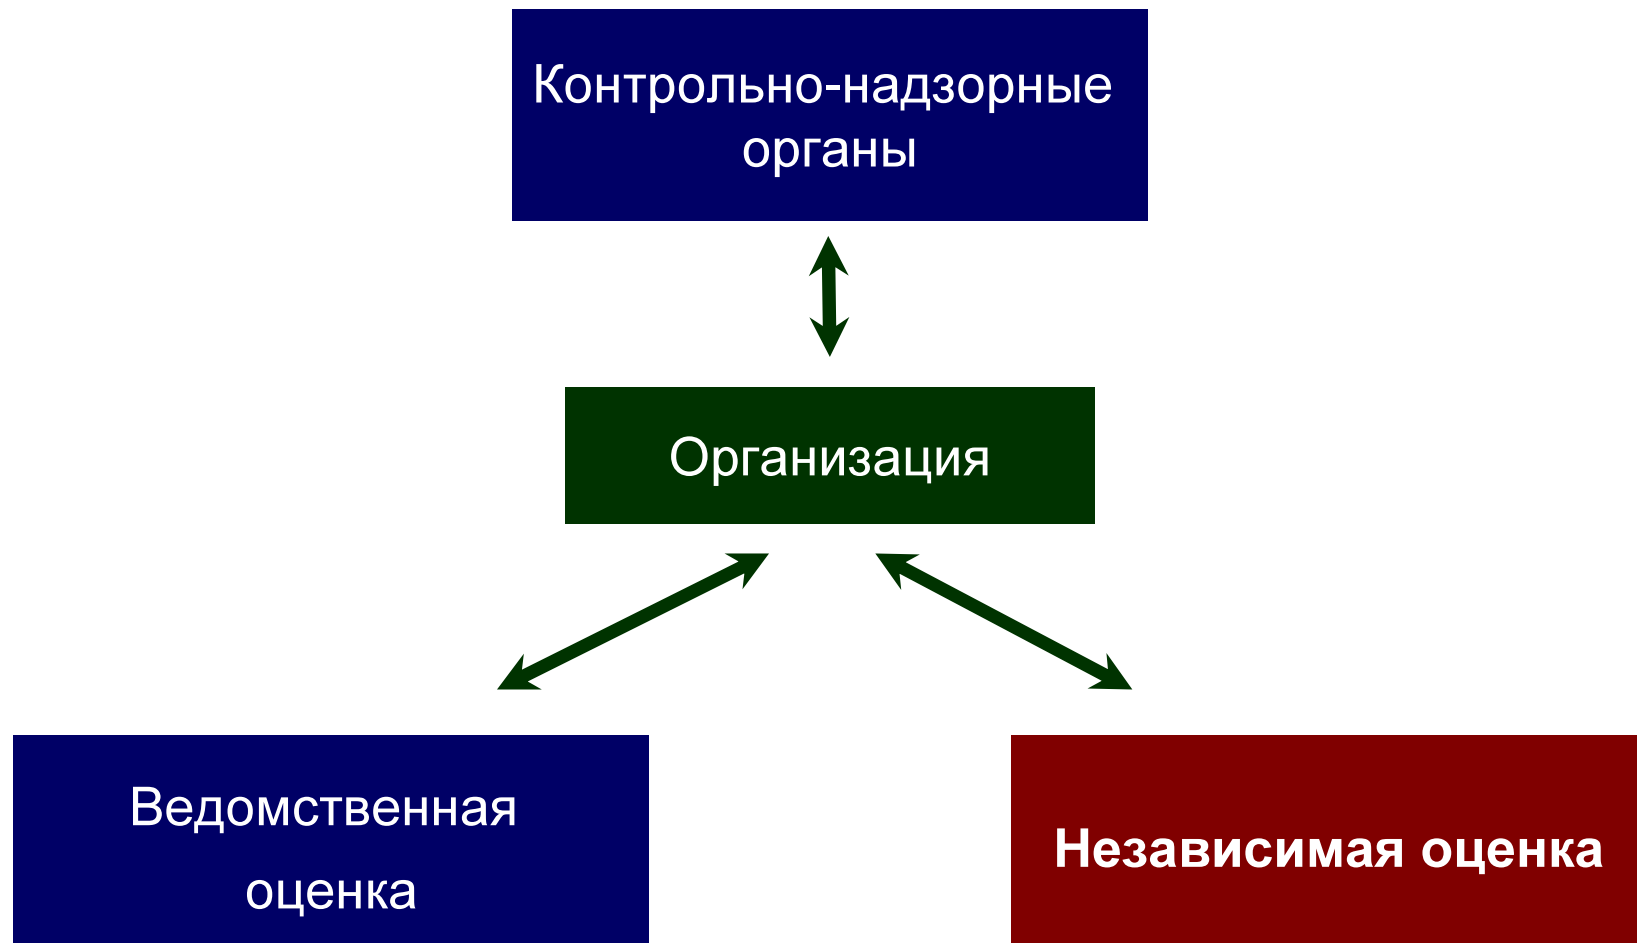 Контрольно-надзорные
органы
Организация
Ведомственная
оценка
Независимая оценка